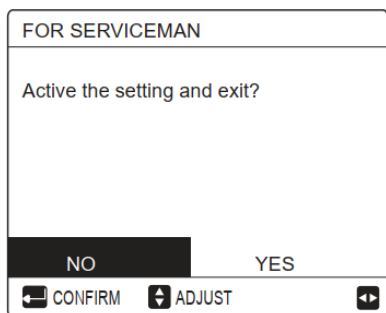 FOR SERVICEMAN
Active the setting and exit?
NO YES
CONFIRM ADJUST